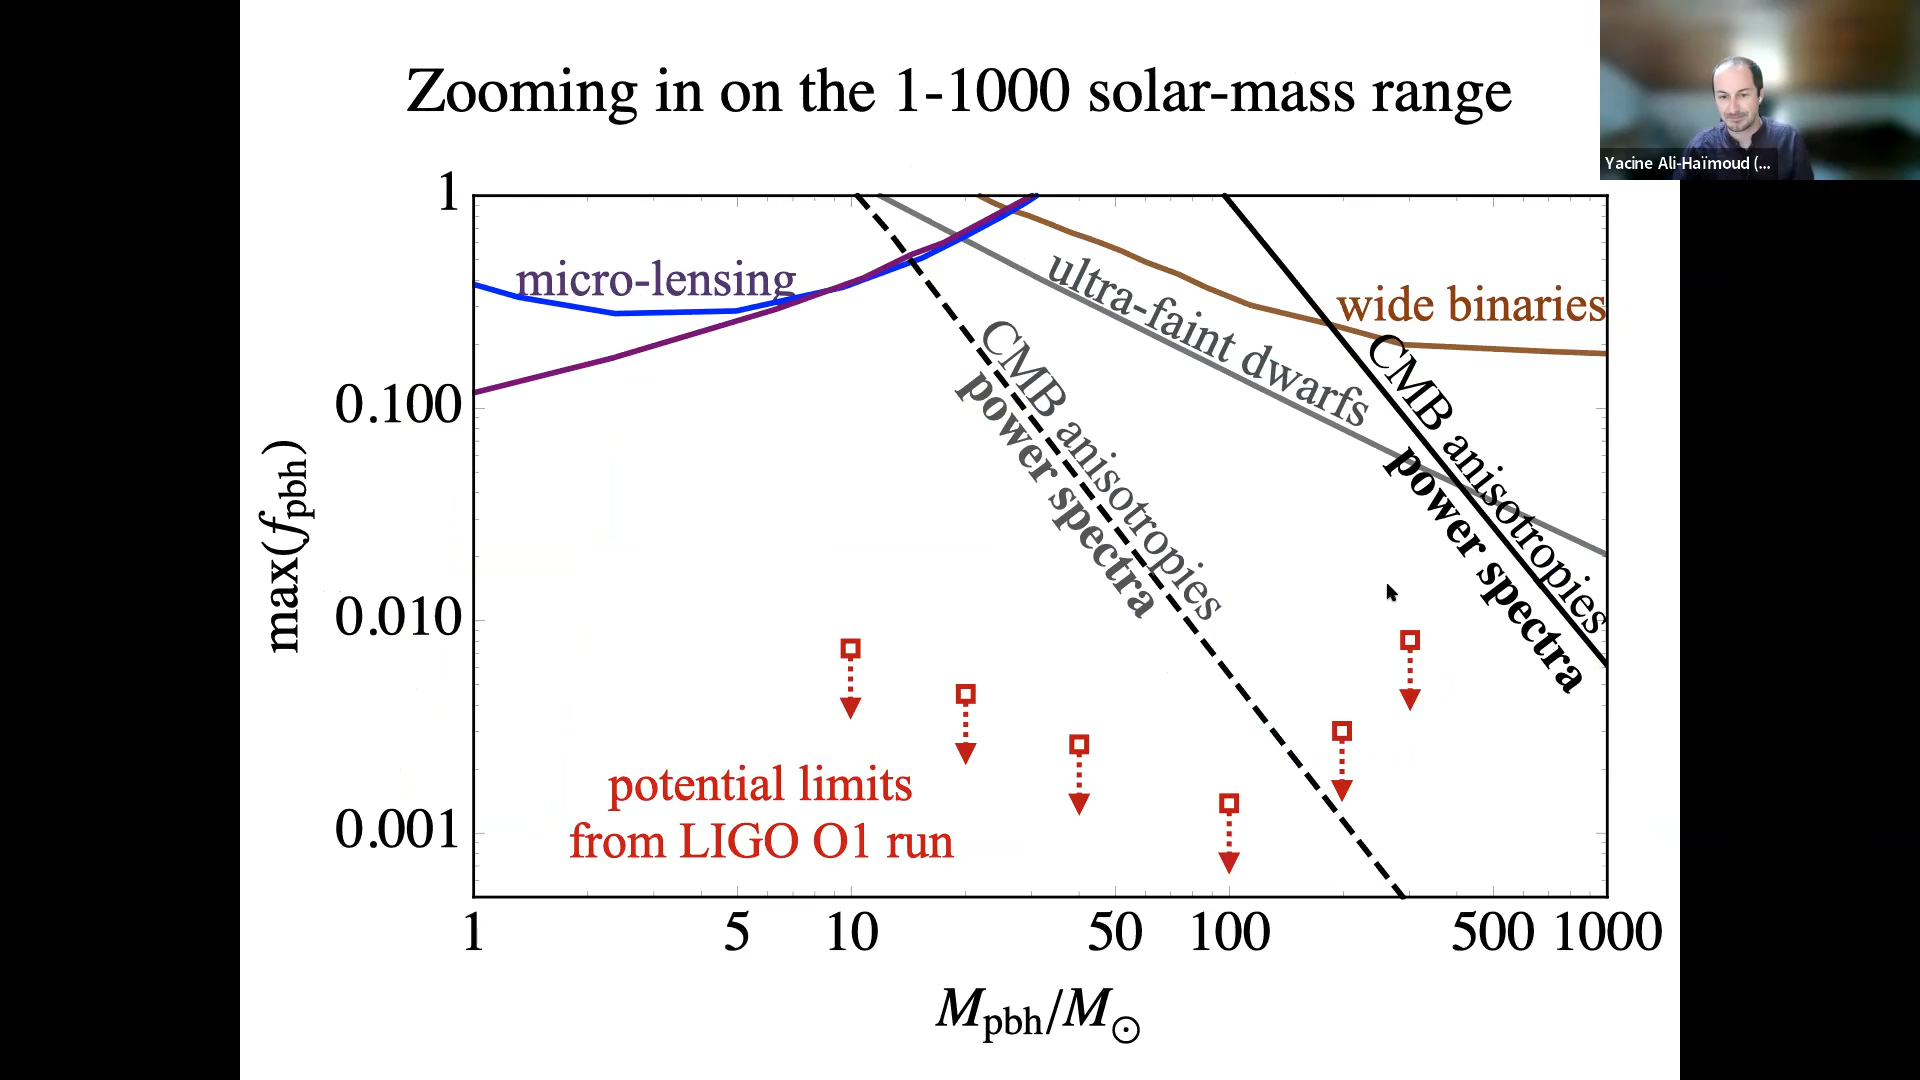 Zooming in on the 1-1000 solar-mass range
Yacine Ali-Haïmoud (...
1
0.100
0.010
0.001
max(fpbh)
micro-lensing
ultra-faint dwarfs
wide binaries
CMB anisotropies
power spectra
CMB anisotropies
power spectra
potential limits
from LIGO O1 run
1 5 10 50 100 500 1000
Mpbh/M⊙